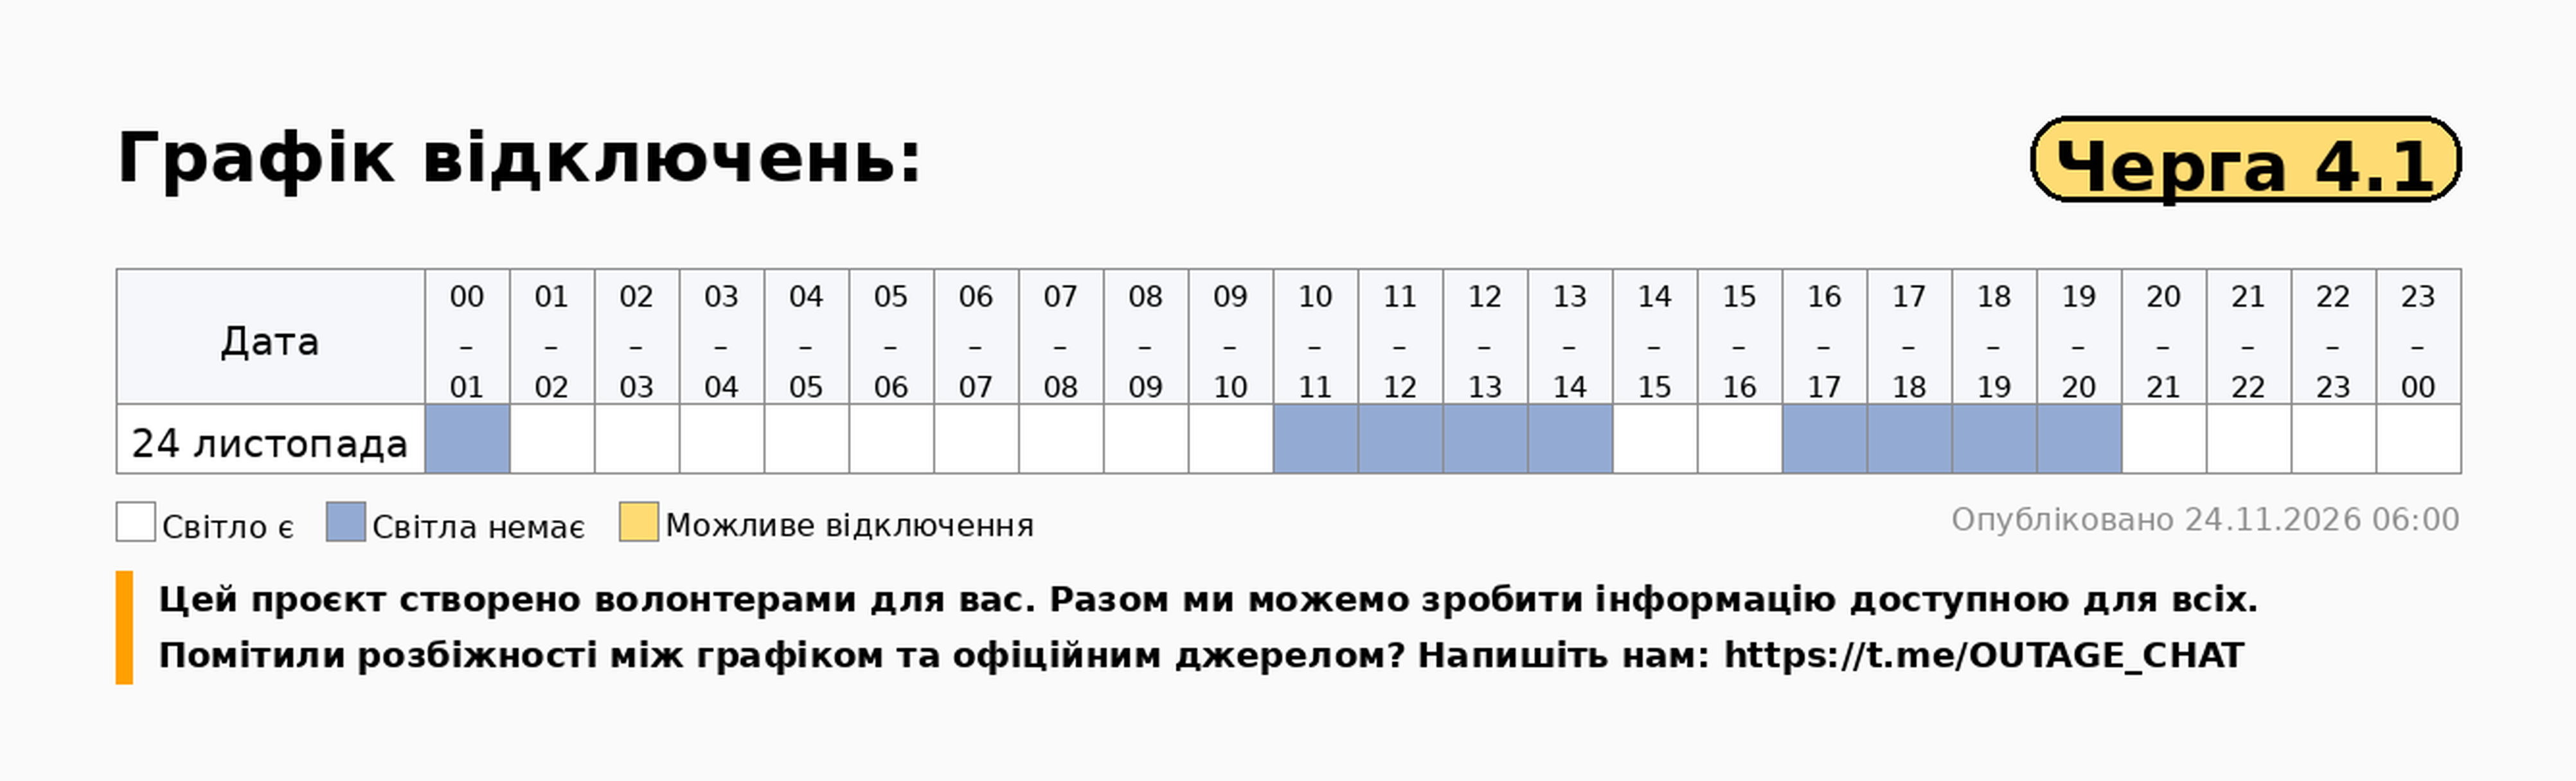 Графік відключень:
Черга 4.1
Дата 00 – 01 01 – 02 02 – 03 03 – 04 04 – 05 05 – 06 06 – 07 07 – 08 08 – 09 09 – 10 10 – 11 11 – 12 12 – 13 13 – 14 14 – 15 15 – 16 16 – 17 17 – 18 18 – 19 19 – 20 20 – 21 21 – 22 22 – 23 23 – 00
24 листопада
Світло є Світла немає Можливе відключення
Опубліковано 24.11.2026 06:00
Цей проєкт створено волонтерами для вас. Разом ми можемо зробити інформацію доступною для всіх.
Помітили розбіжності між графіком та офіційним джерелом? Напишіть нам: https://t.me/OUTAGE_CHAT